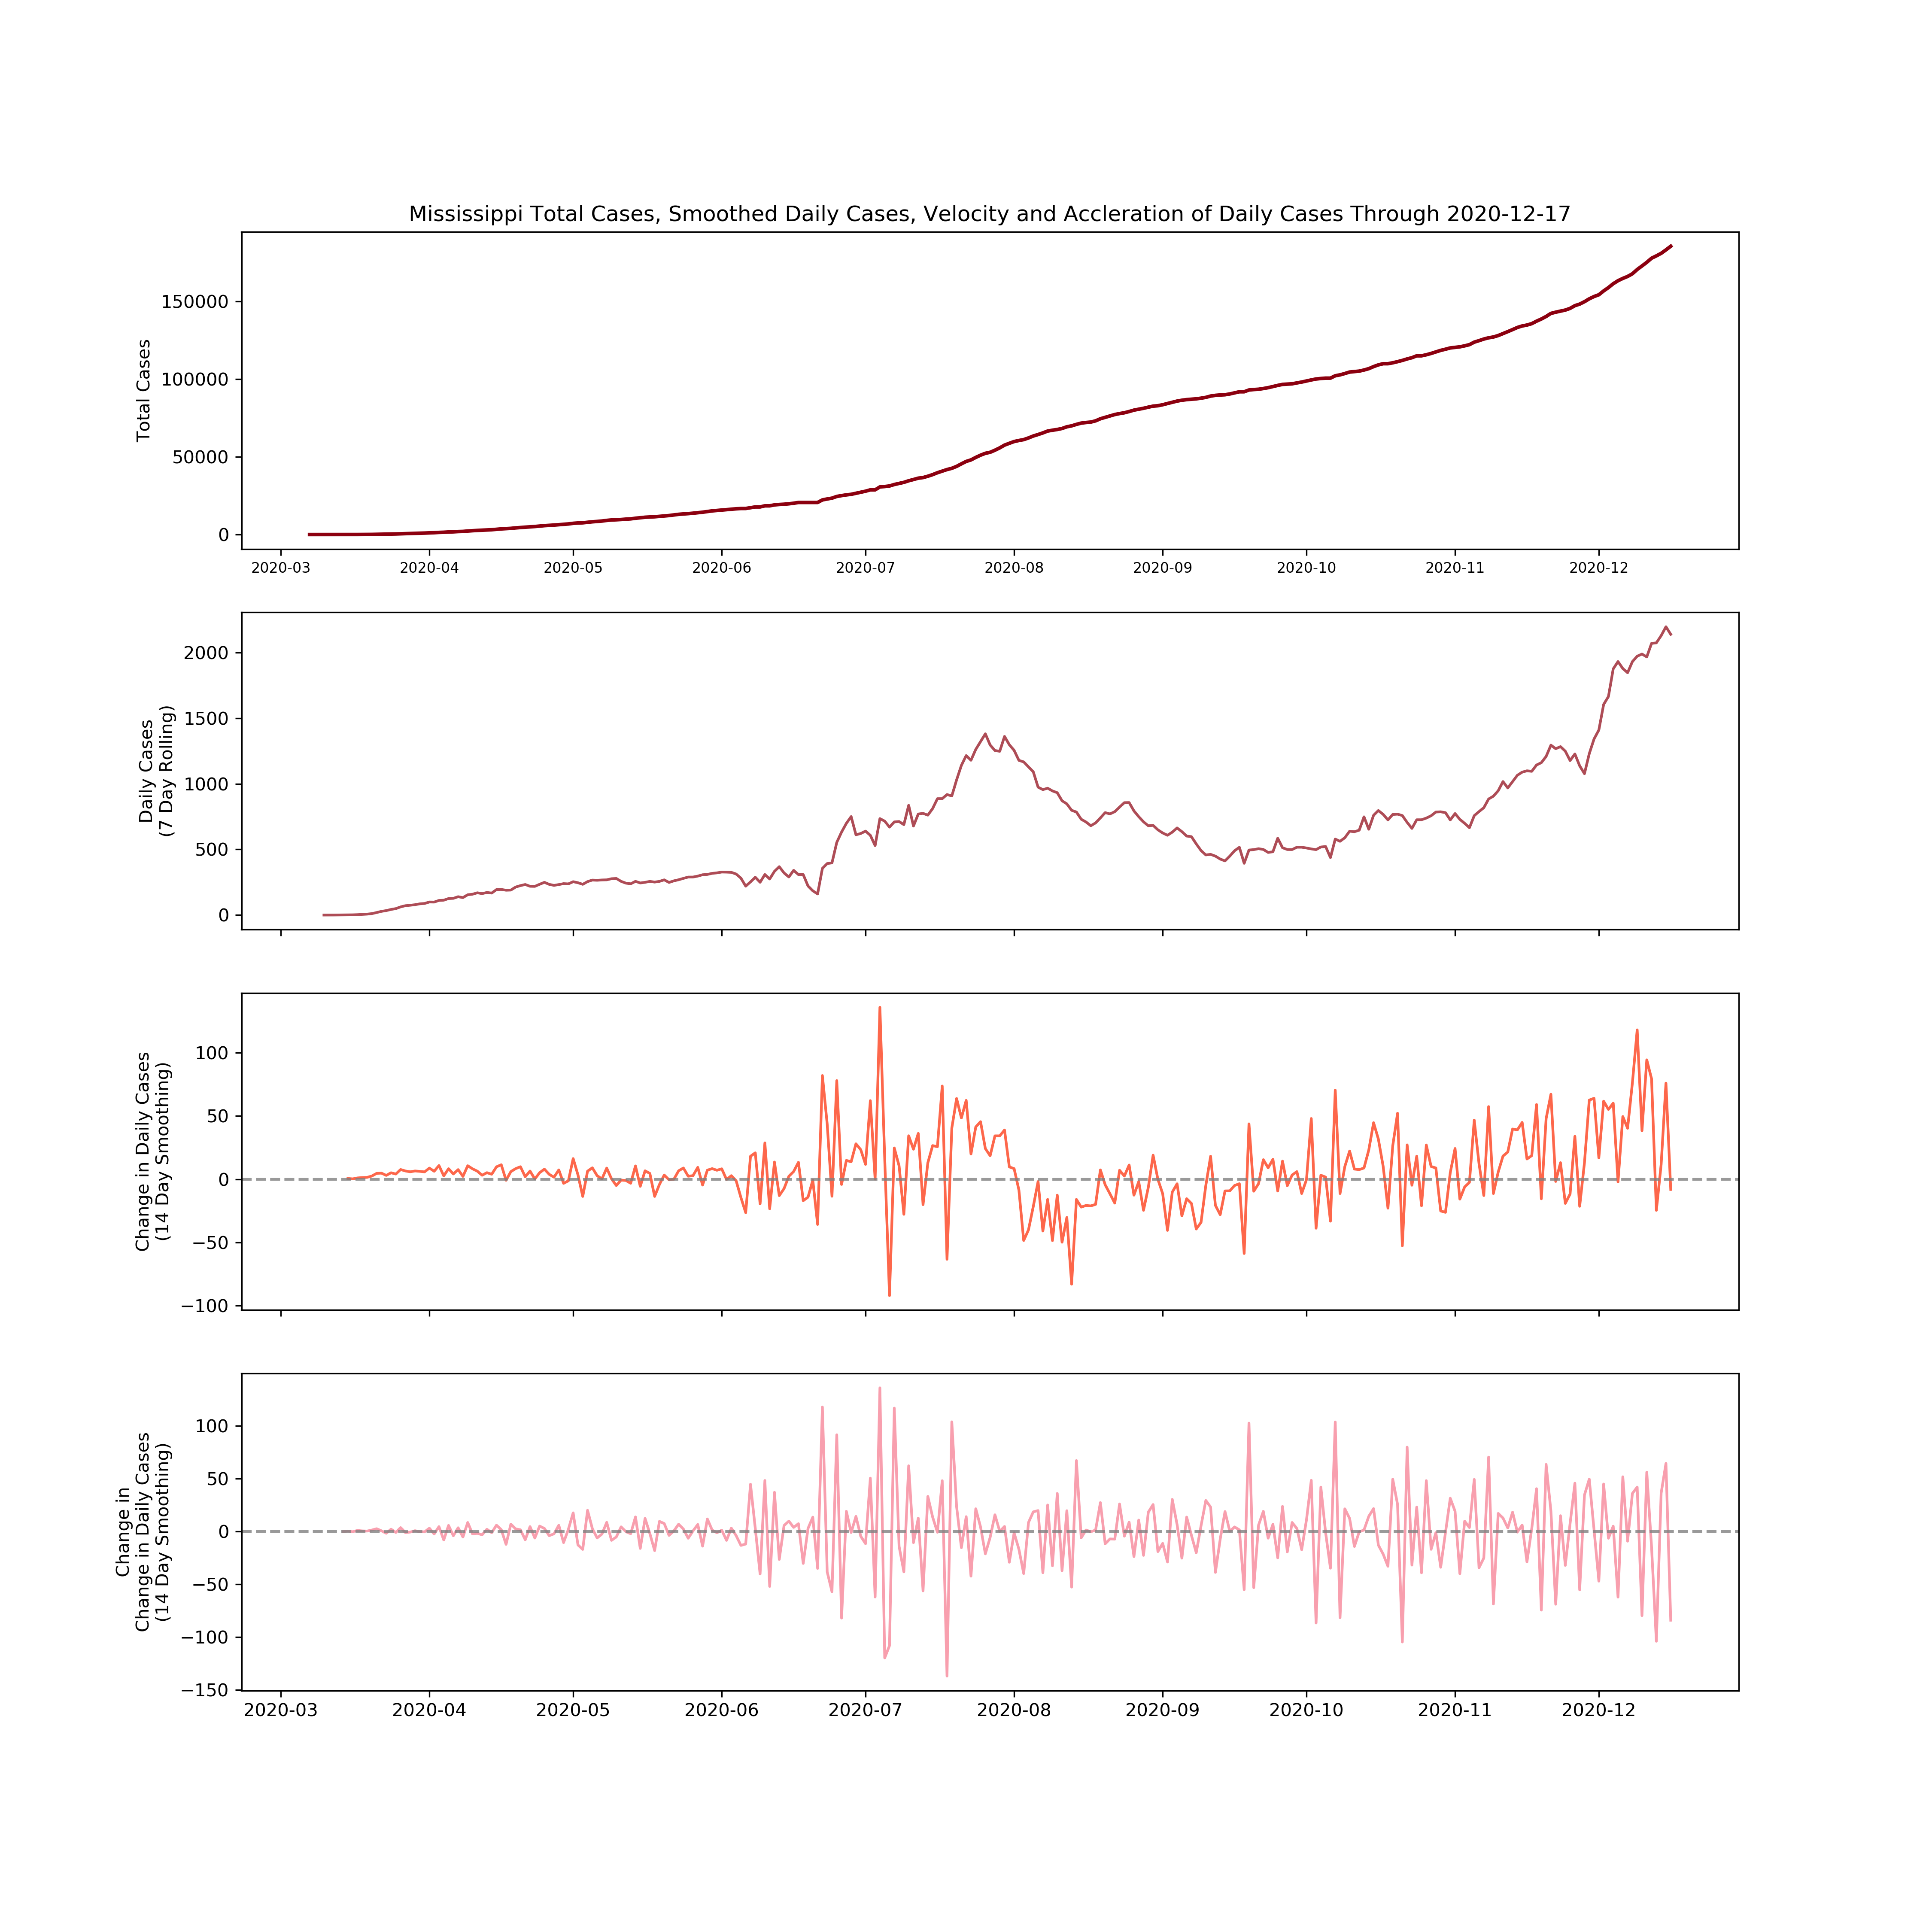 Mississippi Total Cases, Smoothed Daily Cases, Velocity and Accleration of Daily Cases Through 2020-12-17
Total Cases
150000
100000
50000
0
2020-03 2020-04 2020-05 2020-06 2020-07 2020-08 2020-09 2020-10 2020-11 2020-12
Daily Cases
(7 Day Rolling)
2000
1500
1000
500
0
Change in Daily Cases
(14 Day Smoothing)
100
50
0
−50
−100
Change in
Change in Daily Cases
(14 Day Smoothing)
100
50
0
−50
−100
−150
2020-03 2020-04 2020-05 2020-06 2020-07 2020-08 2020-09 2020-10 2020-11 2020-12